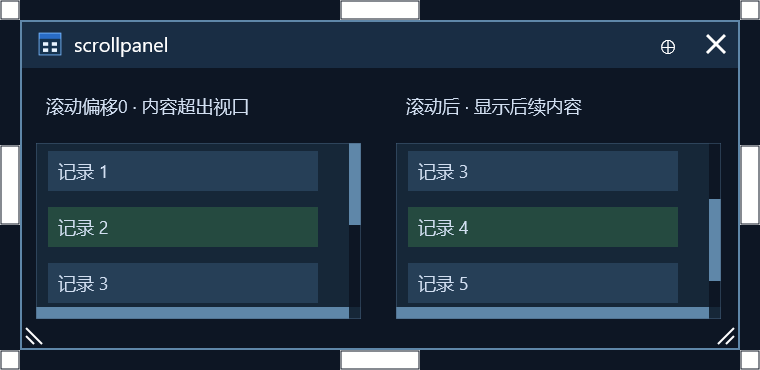 scrollpanel
滚动偏移0 · 内容超出视口
记录 1
记录 2
记录 3
滚动后 · 显示后续内容
记录 3
记录 4
记录 5